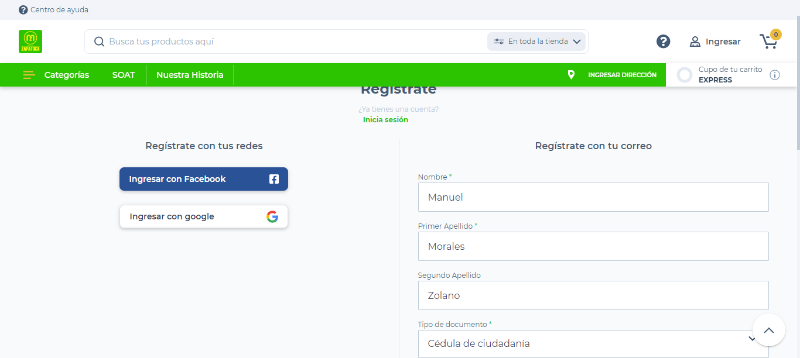 Centro de ayuda
Busca tus productos aquí
En toda la tienda
Ingresar
0
Categorías
SOAT
Nuestra Historia
INGRESAR DIRECCIÓN
Cupo de tu carrito
EXPRESS
Regístrate
¿Ya tienes una cuenta?
Inicia sesión
Regístrate con tus redes
Ingresar con Facebook
Ingresar con google
Regístrate con tu correo
Nombre *
Manuel
Primer Apellido *
Morales
Segundo Apellido
Zolano
Tipo de documento *
Cédula de ciudadanía